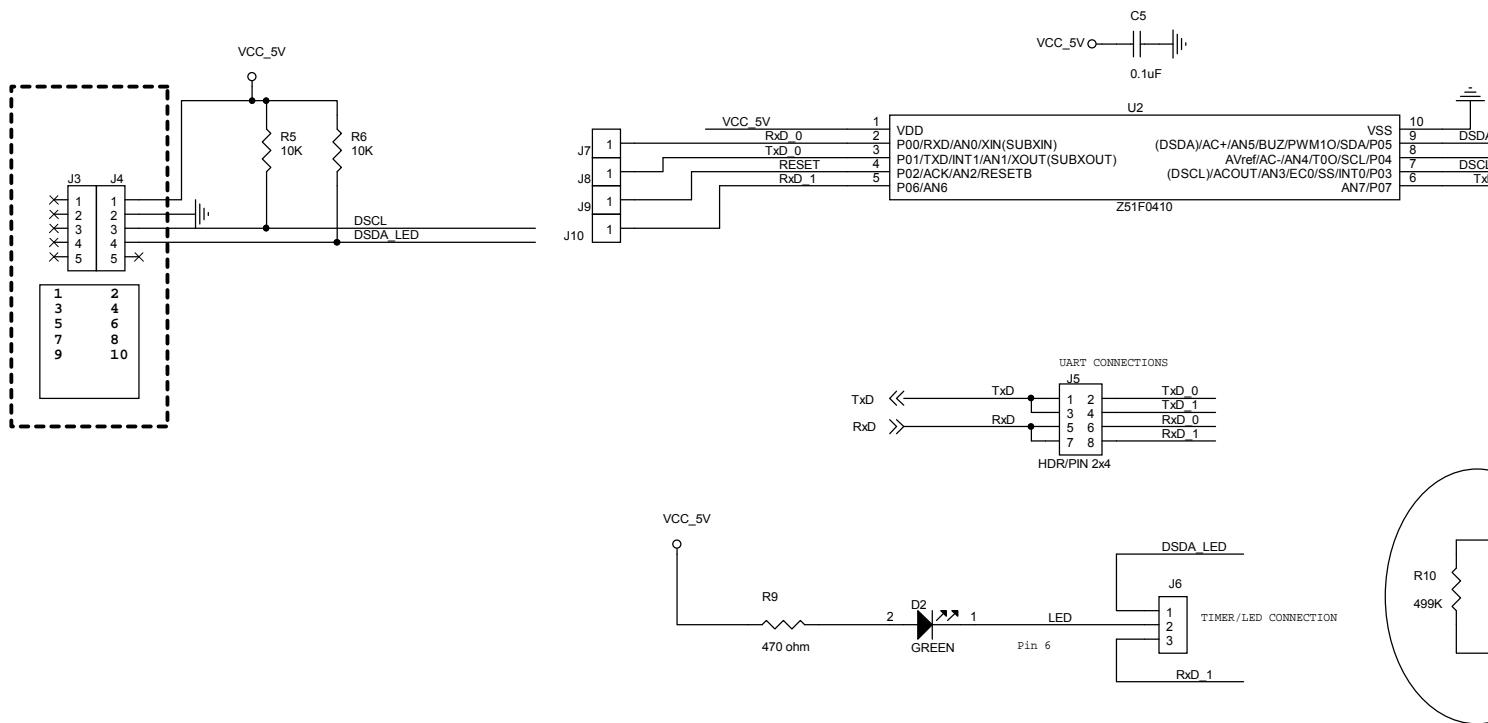 C5
VCC_5V
0.1uF
VCC_5V
R5
10K
R6
10K
J3
J4
1 1
2 2
3 3
4 4
5 5
DSCL
DSDA_LED
1 2
3 4
5 6
7 8
9 10
U2
VCC_5V 1 VDD
RxD_0 2 P00/RXD/AN0/XIN(SUBXIN)
TxD_0 3 P01/TXD/INT1/AN1/XOUT(SUBXOUT)
RESET 4 P02/ACK/AN2/RESETB
RxD_1 5 P06/AN6
VSS 10
(DSDA)/AC+/AN5/BUZ/PWM1O/SDA/P05 9 DSDA
AVref/AC-/AN4/T0O/SCL/P04 8
(DSCL)/ACOUT/AN3/EC0/SS/INT0/P03 7 DSCL
AN7/P07 6 Tx
Z51F0410
J7 1
J8 1
J9 1
J10 1
UART CONNECTIONS
J5
TxD TxD 1 2 TxD_0
3 4 TxD_1
RxD RxD 5 6 RxD_0
7 8 RxD_1
HDR/PIN 2x4
VCC_5V
R9
470 ohm
2 D2 1
GREEN
LED
Pin 6
DSDA_LED
J6
1
2
3
TIMER/LED CONNECTION
RxD_1
R10
499K